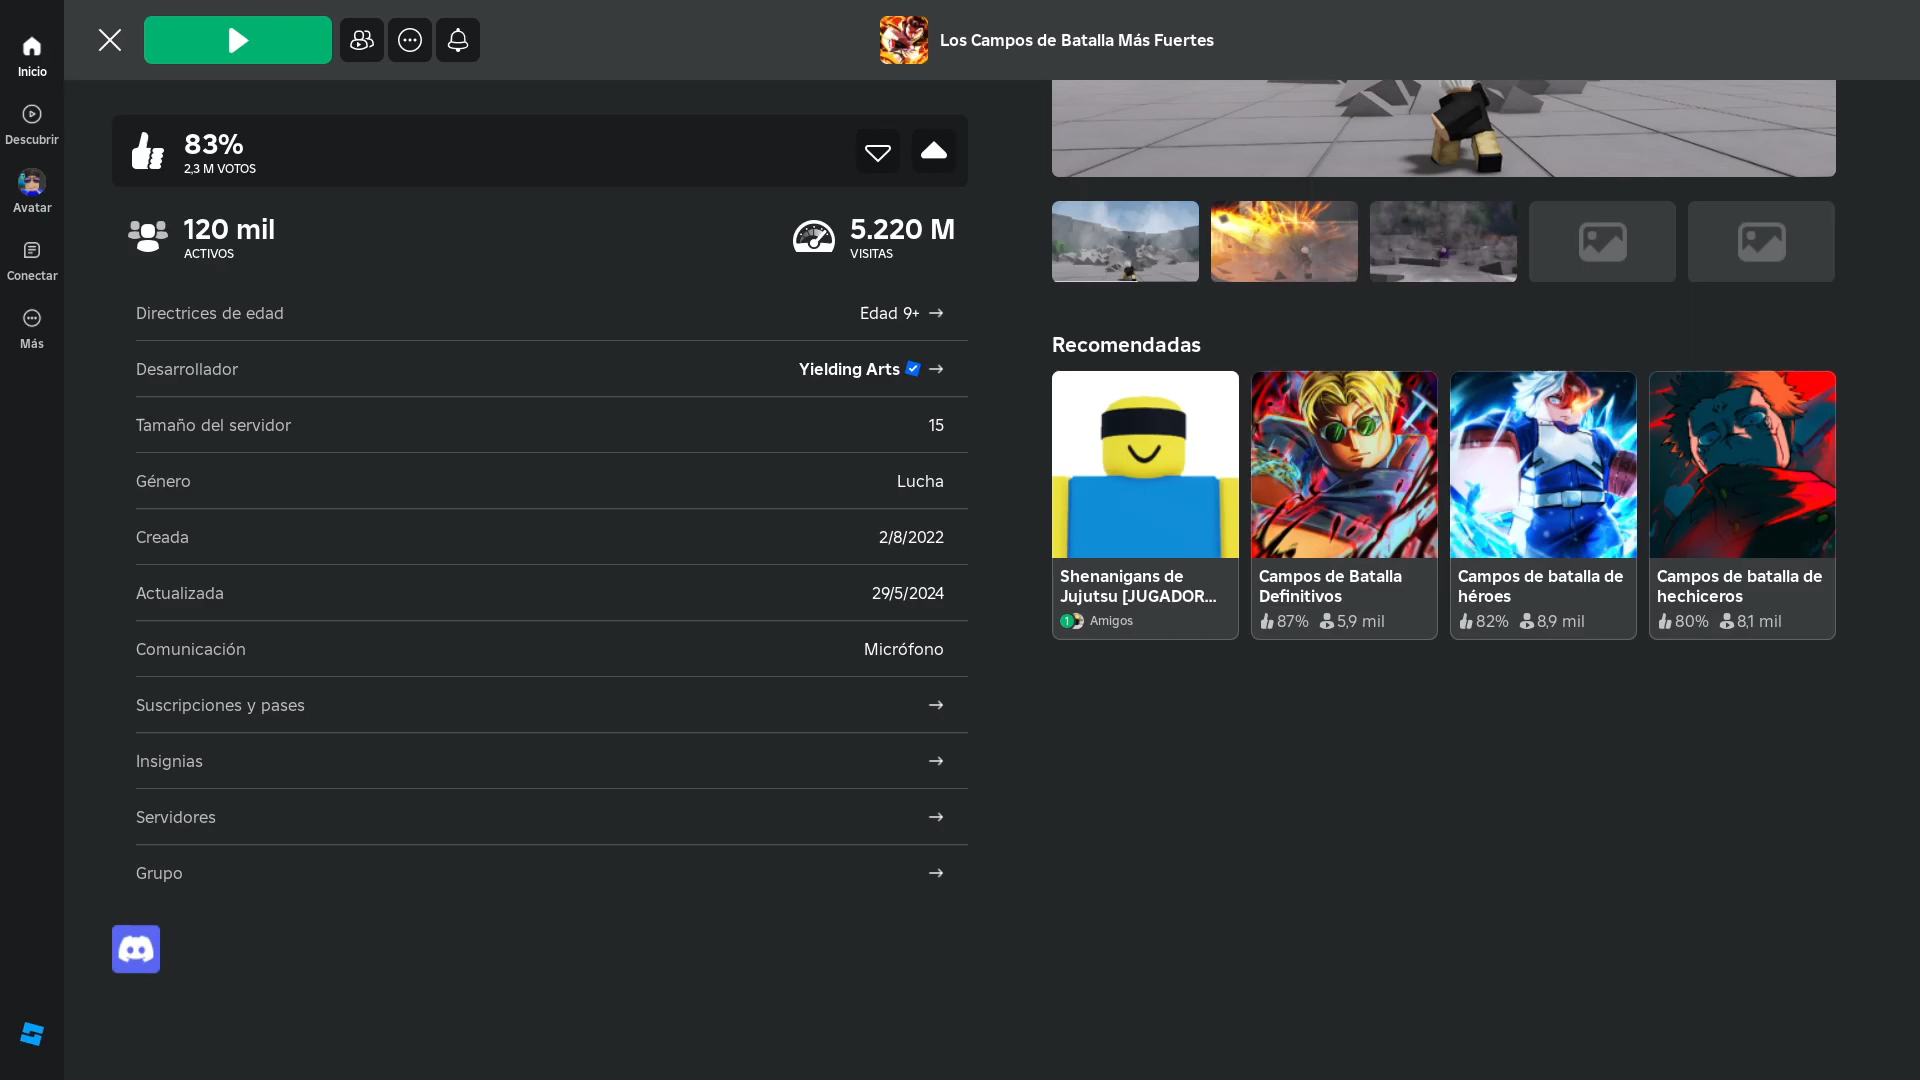 Los Campos de Batalla Más Fuertes
Inicio
Descubrir
Avatar
Conectar
Más
83%
2,3 M VOTOS
120 mil
ACTIVOS
5.220 M
VISITAS
Directrices de edad
Edad 9+
Desarrollador
Yielding Arts
Tamaño del servidor
15
Género
Lucha
Creada
2/8/2022
Actualizada
29/5/2024
Comunicación
Micrófono
Suscripciones y pases
Insignias
Servidores
Grupo
Recomendadas
Shenanigans de
Jujutsu [JUGADOR...
1 Amigos
Campos de Batalla
Definitivos
87% 5,9 mil
Campos de batalla de
héroes
82% 8,9 mil
Campos de batalla de
hechiceros
80% 8,1 mil